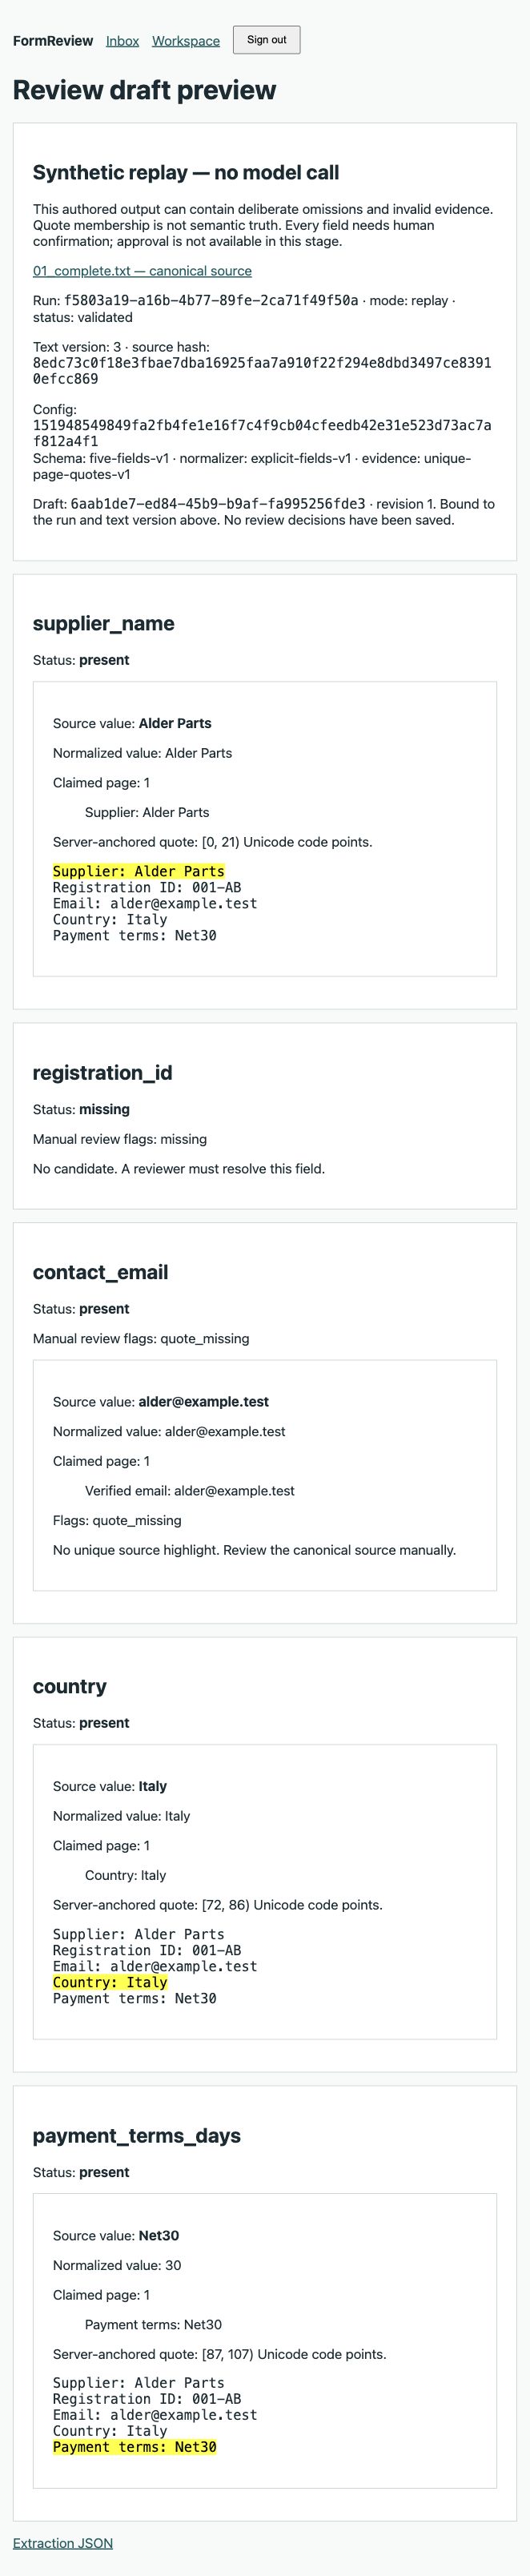 FormReview Inbox Workspace Sign out
Review draft preview
Synthetic replay — no model call
This authored output can contain deliberate omissions and invalid evidence.
Quote membership is not semantic truth. Every field needs human
confirmation; approval is not available in this stage.
01_complete.txt — canonical source
Run: f5803a19-a16b-4b77-89fe-2ca71f49f50a · mode: replay ·
status: validated
Text version: 3 · source hash:
8edc73c0f18e3fbae7dba16925faa7a910f22f294e8dbd3497ce8391
0efcc869
Config:
151948549849fa2fb4fe1e16f7c4f9cb04cfeedb42e31e523d73ac7a
f812a4f1
Schema: five-fields-v1 · normalizer: explicit-fields-v1 · evidence: unique-
page-quotes-v1
Draft: 6aab1de7-ed84-45b9-b9af-fa995256fde3 · revision 1. Bound to
the run and text version above. No review decisions have been saved.
supplier_name
Status: present
Source value: Alder Parts
Normalized value: Alder Parts
Claimed page: 1
Supplier: Alder Parts
Server-anchored quote: [0, 21) Unicode code points.
Supplier: Alder Parts
Registration ID: 001-AB
Email: alder@example.test
Country: Italy
Payment terms: Net30
registration_id
Status: missing
Manual review flags: missing
No candidate. A reviewer must resolve this field.
contact_email
Status: present
Manual review flags: quote_missing
Source value: alder@example.test
Normalized value: alder@example.test
Claimed page: 1
Verified email: alder@example.test
Flags: quote_missing
No unique source highlight. Review the canonical source manually.
country
Status: present
Source value: Italy
Normalized value: Italy
Claimed page: 1
Country: Italy
Server-anchored quote: [72, 86) Unicode code points.
Supplier: Alder Parts
Registration ID: 001-AB
Email: alder@example.test
Country: Italy
Payment terms: Net30
payment_terms_days
Status: present
Source value: Net30
Normalized value: 30
Claimed page: 1
Payment terms: Net30
Server-anchored quote: [87, 107) Unicode code points.
Supplier: Alder Parts
Registration ID: 001-AB
Email: alder@example.test
Country: Italy
Payment terms: Net30
Extraction JSON